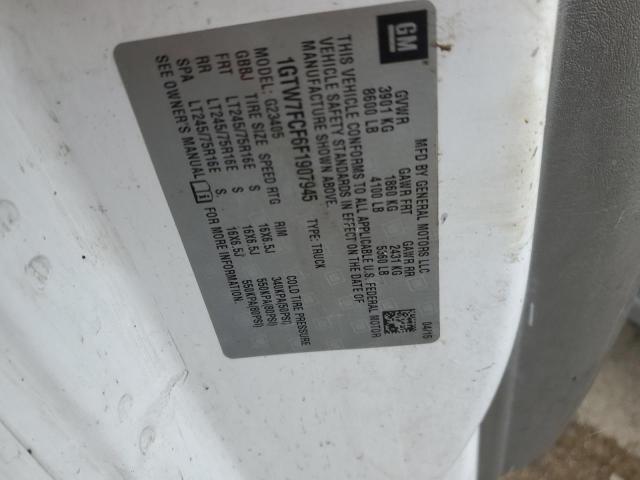 GM
MFD BY GENERAL MOTORS LLC
04/15
GVWR GAWR FRT GAWR RR
3901 KG 1860 KG 2431 KG
8600 LB 4100 LB 5360 LB
THIS VEHICLE CONFORMS TO ALL APPLICABLE U.S. FEDERAL MOTOR
VEHICLE SAFETY STANDARDS IN EFFECT ON THE DATE OF
MANUFACTURE SHOWN ABOVE.
1GTW7FCF6F1907945 TYPE: TRUCK
MODEL: G23405
GBBJ TIRE SIZE SPEED RTG RIM COLD TIRE PRESSURE
FRT LT245/75R16E S 16X6.5J 340KPA(50PSI)
RR LT245/75R16E S 16X6.5J 550KPA(80PSI)
SPA LT245/75R16E S 16X6.5J 550KPA(80PSI)
SEE OWNER'S MANUAL FOR MORE INFORMATION.